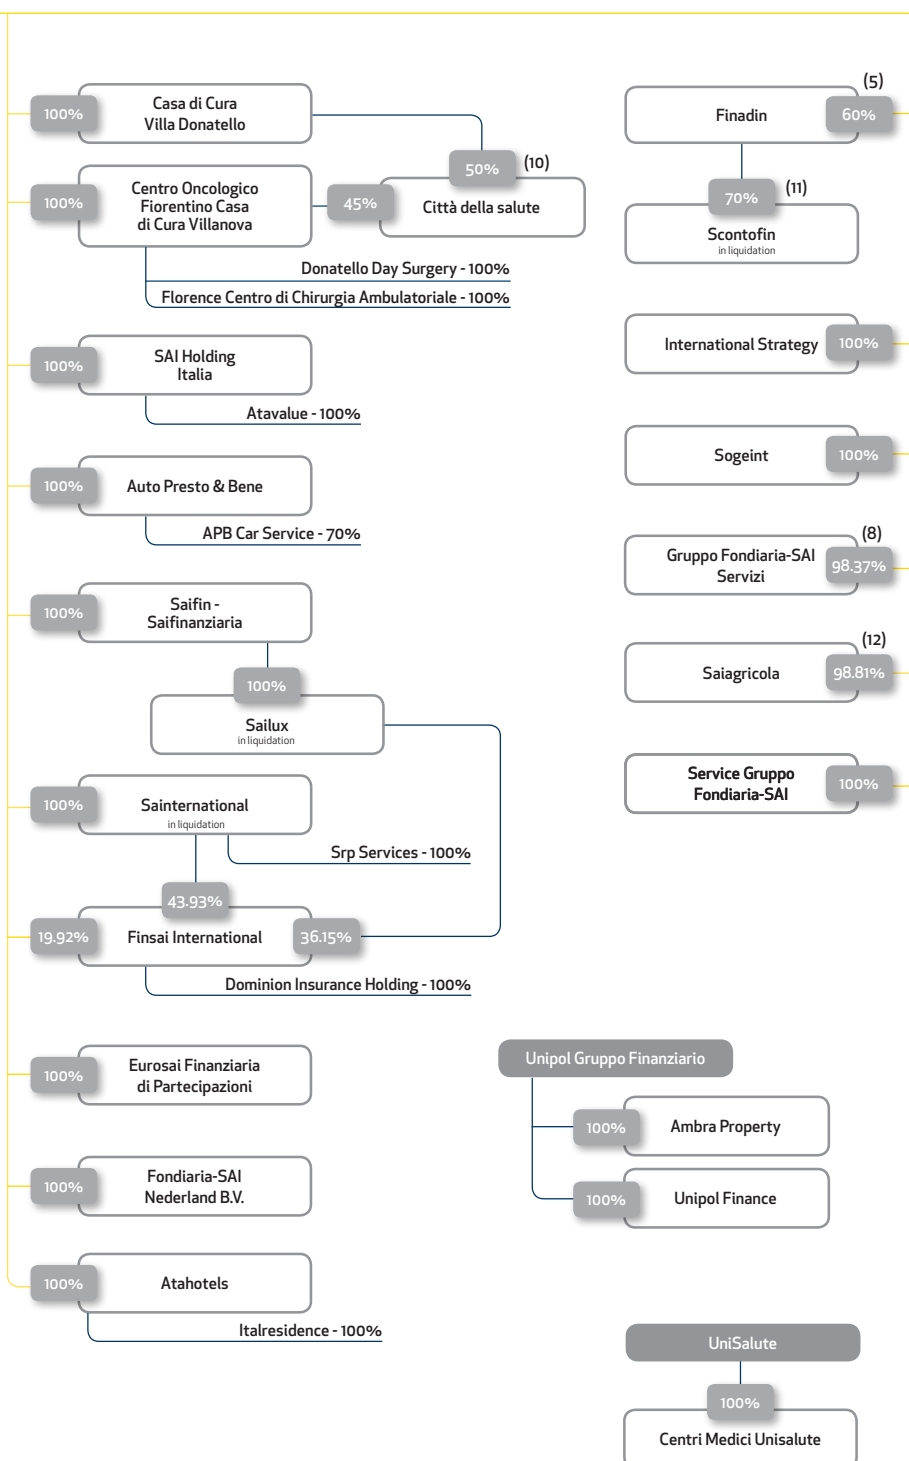 100%
Casa di Cura
Villa Donatello
50%
(10)
100%
Centro Oncologico
Fiorentino Casa
di Cura Villanova
45%
Città della salute
Donatello Day Surgery - 100%
Florence Centro di Chirurgia Ambulatoriale - 100%
100%
SAI Holding
Italia
Atavalue - 100%
100%
Auto Presto & Bene
APB Car Service - 70%
100%
Saifin -
Saifinanziaria
100%
Sailux
in liquidation
100%
Sainternational
in liquidation
Srp Services - 100%
43.93%
19.92%
Finsai International
36.15%
Dominion Insurance Holding - 100%
100%
Eurosai Finanziaria
di Partecipazioni
100%
Fondiaria-SAI
Nederland B.V.
100%
Atahotels
Italresidence - 100%
(5)
Finadin
60%
70%
(11)
Scontofin
in liquidation
International Strategy
100%
Sogeint
100%
(8)
Gruppo Fondiaria-SAI
Servizi
98.37%
(12)
Saiagricola
98.81%
Service Gruppo
Fondiaria-SAI
100%
Unipol Gruppo Finanziario
100%
Ambra Property
100%
Unipol Finance
UniSalute
100%
Centri Medici Unisalute